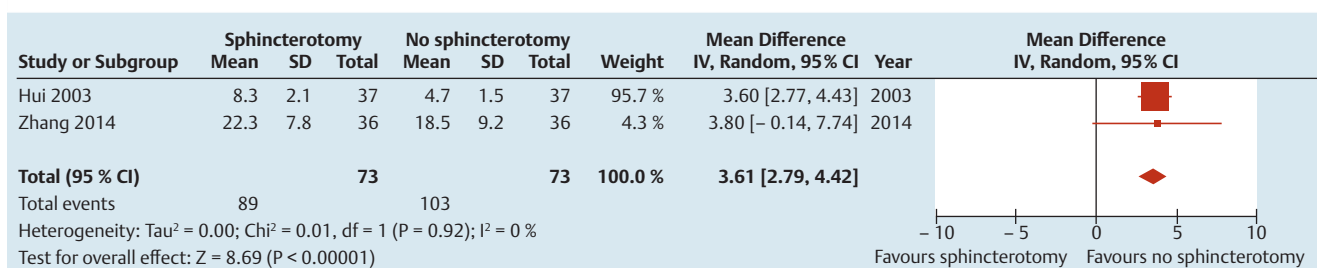 Sphincterotomy No sphincterotomy Mean Difference Mean Difference
Study or Subgroup Mean SD Total Mean SD Total Weight IV, Random, 95% CI Year IV, Random, 95% CI
Hui 2003 8.3 2.1 37 4.7 1.5 37 95.7 % 3.60 [2.77, 4.43] 2003
Zhang 2014 22.3 7.8 36 18.5 9.2 36 4.3 % 3.80 [– 0.14, 7.74] 2014
Total (95 % CI) 73 73 100.0 % 3.61 [2.79, 4.42]
Total events 89 103
Heterogeneity: Tau² = 0.00; Chi² = 0.01, df = 1 (P = 0.92); I² = 0 %
– 10 – 5 0 5 10
Test for overall effect: Z = 8.69 (P < 0.00001) Favours sphincterotomy Favours no sphincterotomy